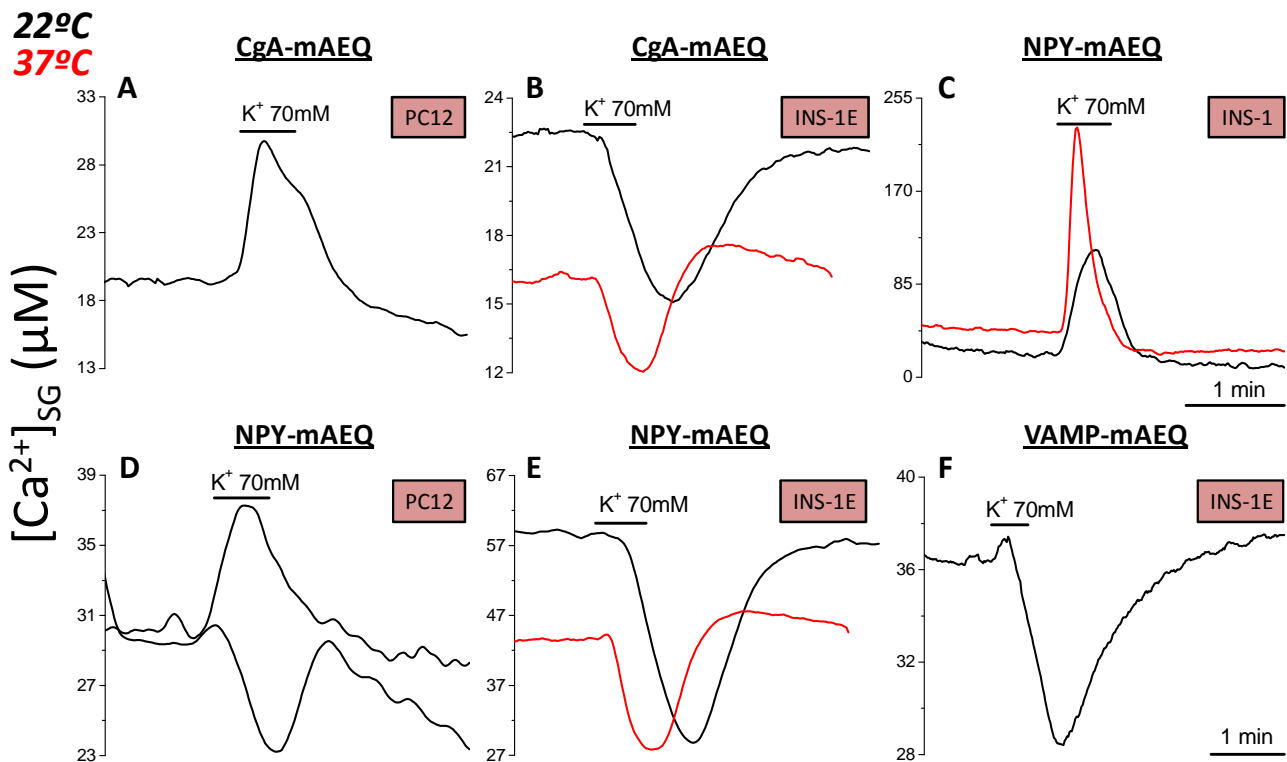 22ºC
37ºC
[Ca²⁺]SG (µM)
CgA-mAEQ
A
K⁺ 70mM
PC12
33
28
23
18
13
CgA-mAEQ
B
K⁺ 70mM
INS-1E
24
21
18
15
12
NPY-mAEQ
C
K⁺ 70mM
INS-1
255
170
85
0
1 min
NPY-mAEQ
D
K⁺ 70mM
PC12
39
35
31
27
23
NPY-mAEQ
E
K⁺ 70mM
INS-1E
67
57
47
37
27
VAMP-mAEQ
F
K⁺ 70mM
INS-1E
40
36
32
28
1 min